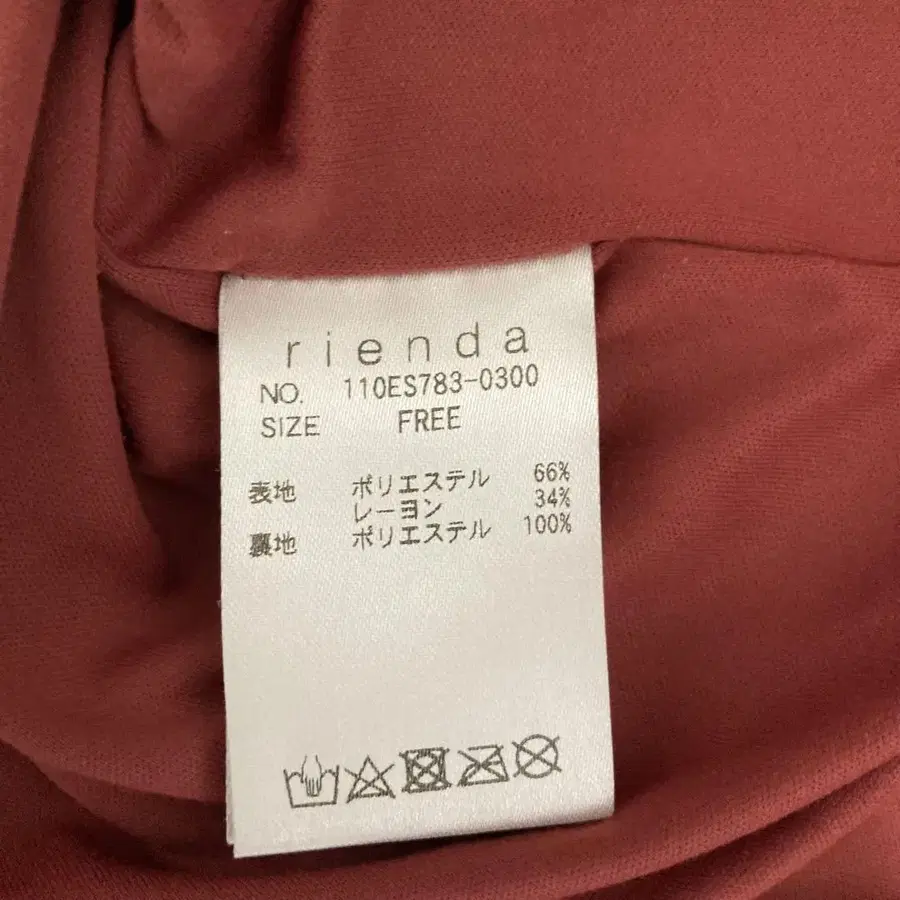 rienda
NO. 110ES783-0300
SIZE FREE
表地 ポリエステル 66%
レーヨン 34%
裏地 ポリエステル 100%